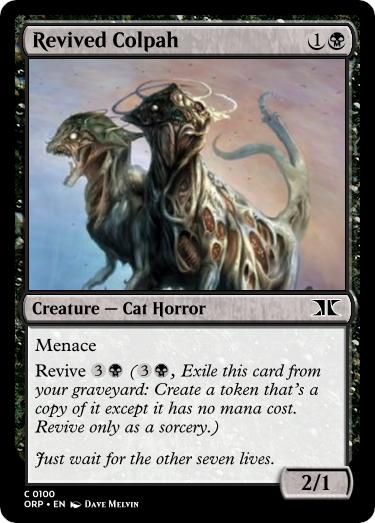 Revived Colpah 1
Creature — Cat Horror
Menace
Revive 3 (3, Exile this card from
your graveyard: Create a token that's a
copy of it except it has no mana cost.
Revive only as a sorcery.)
Just wait for the other seven lives.
2/1
C 0100
ORP • EN Dave Melvin